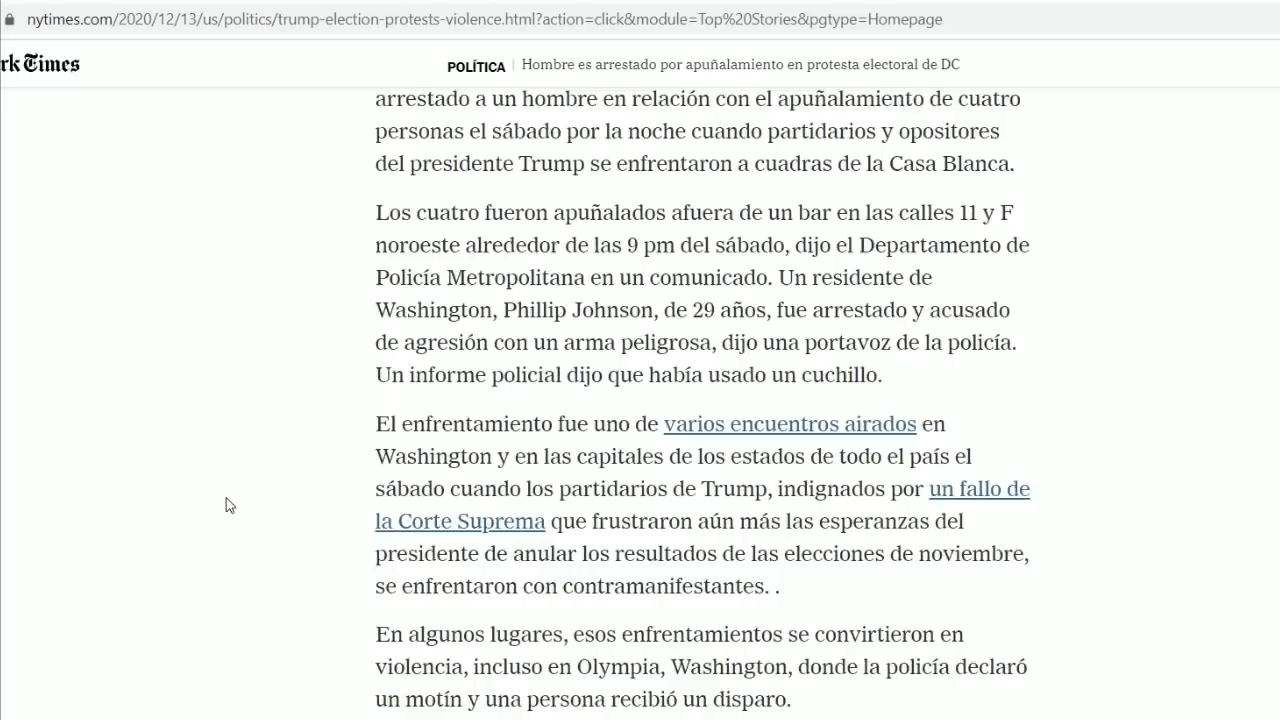 nytimes.com/2020/12/13/us/politics/trump-election-protests-violence.html?action=click&module=Top%20Stories&pgtype=Homepage
rk Times
POLÍTICA | Hombre es arrestado por apuñalamiento en protesta electoral de DC
arrestado a un hombre en relación con el apuñalamiento de cuatro
personas el sábado por la noche cuando partidarios y opositores
del presidente Trump se enfrentaron a cuadras de la Casa Blanca.
Los cuatro fueron apuñalados afuera de un bar en las calles 11 y F
noroeste alrededor de las 9 pm del sábado, dijo el Departamento de
Policía Metropolitana en un comunicado. Un residente de
Washington, Phillip Johnson, de 29 años, fue arrestado y acusado
de agresión con un arma peligrosa, dijo una portavoz de la policía.
Un informe policial dijo que había usado un cuchillo.
El enfrentamiento fue uno de varios encuentros airados en
Washington y en las capitales de los estados de todo el país el
sábado cuando los partidarios de Trump, indignados por un fallo de
la Corte Suprema que frustraron aún más las esperanzas del
presidente de anular los resultados de las elecciones de noviembre,
se enfrentaron con contramanifestantes. .
En algunos lugares, esos enfrentamientos se convirtieron en
violencia, incluso en Olympia, Washington, donde la policía declaró
un motín y una persona recibió un disparo.